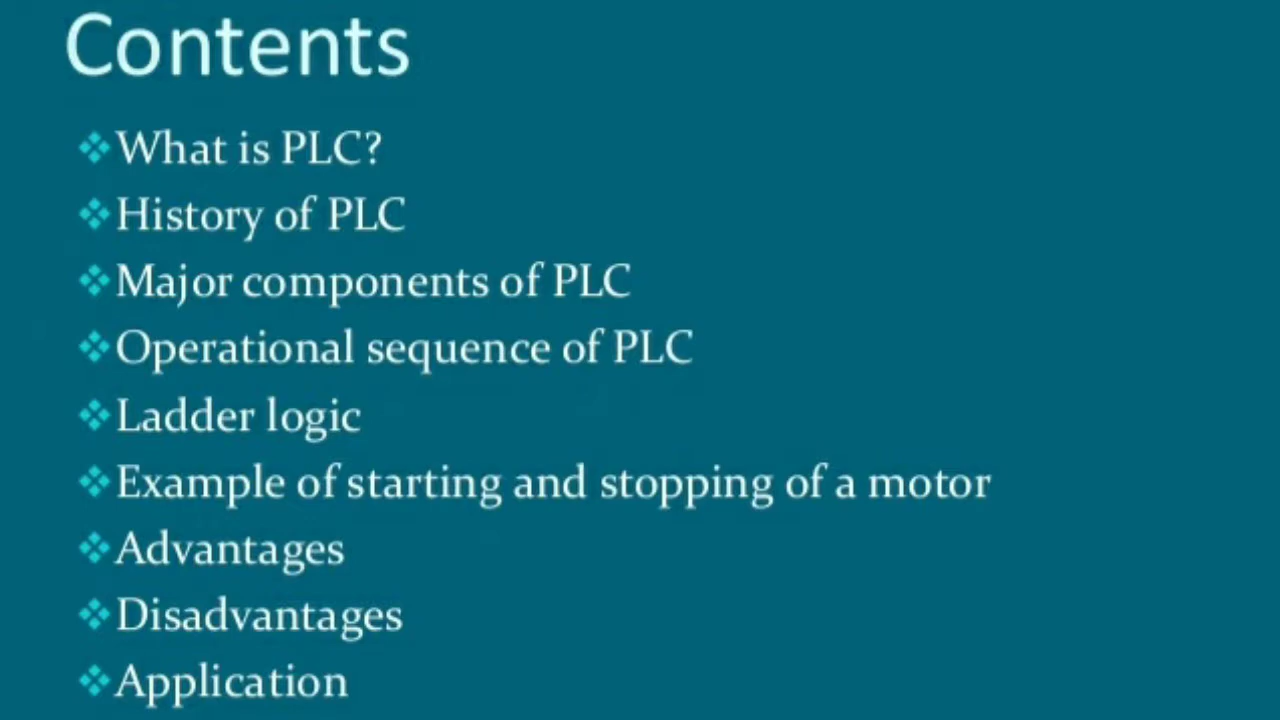 Contents
What is PLC?
History of PLC
Major components of PLC
Operational sequence of PLC
Ladder logic
Example of starting and stopping of a motor
Advantages
Disadvantages
Application